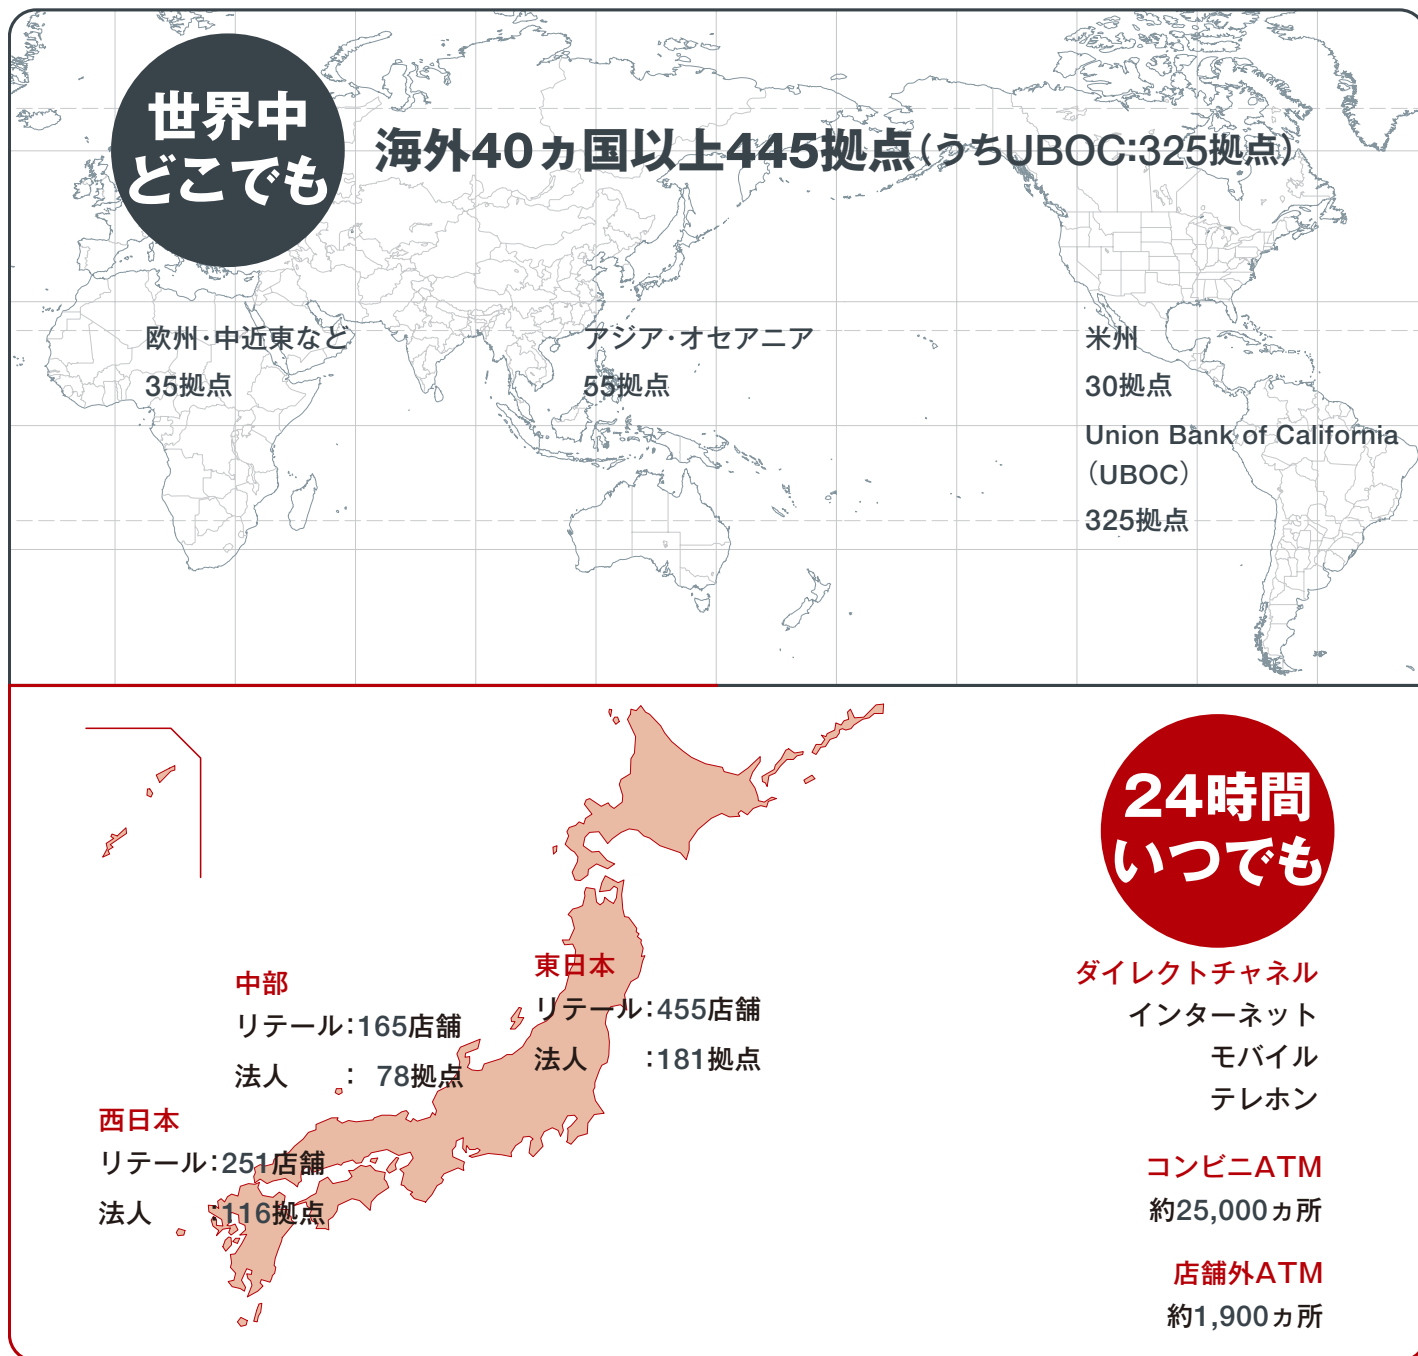 世界中
どこでも
海外40ヵ国以上445拠点（うちUBOC:325拠点）
欧州・中近東など
35拠点
アジア・オセアニア
55拠点
米州
30拠点
Union Bank of California
（UBOC）
325拠点
24時間
いつでも
東日本
リテール：455店舗
法人　　：181拠点
中部
リテール：165店舗
法人　　： 78拠点
西日本
リテール：251店舗
法人　　：116拠点
ダイレクトチャネル
インターネット
モバイル
テレホン
コンビニATM
約25,000ヵ所
店舗外ATM
約1,900ヵ所